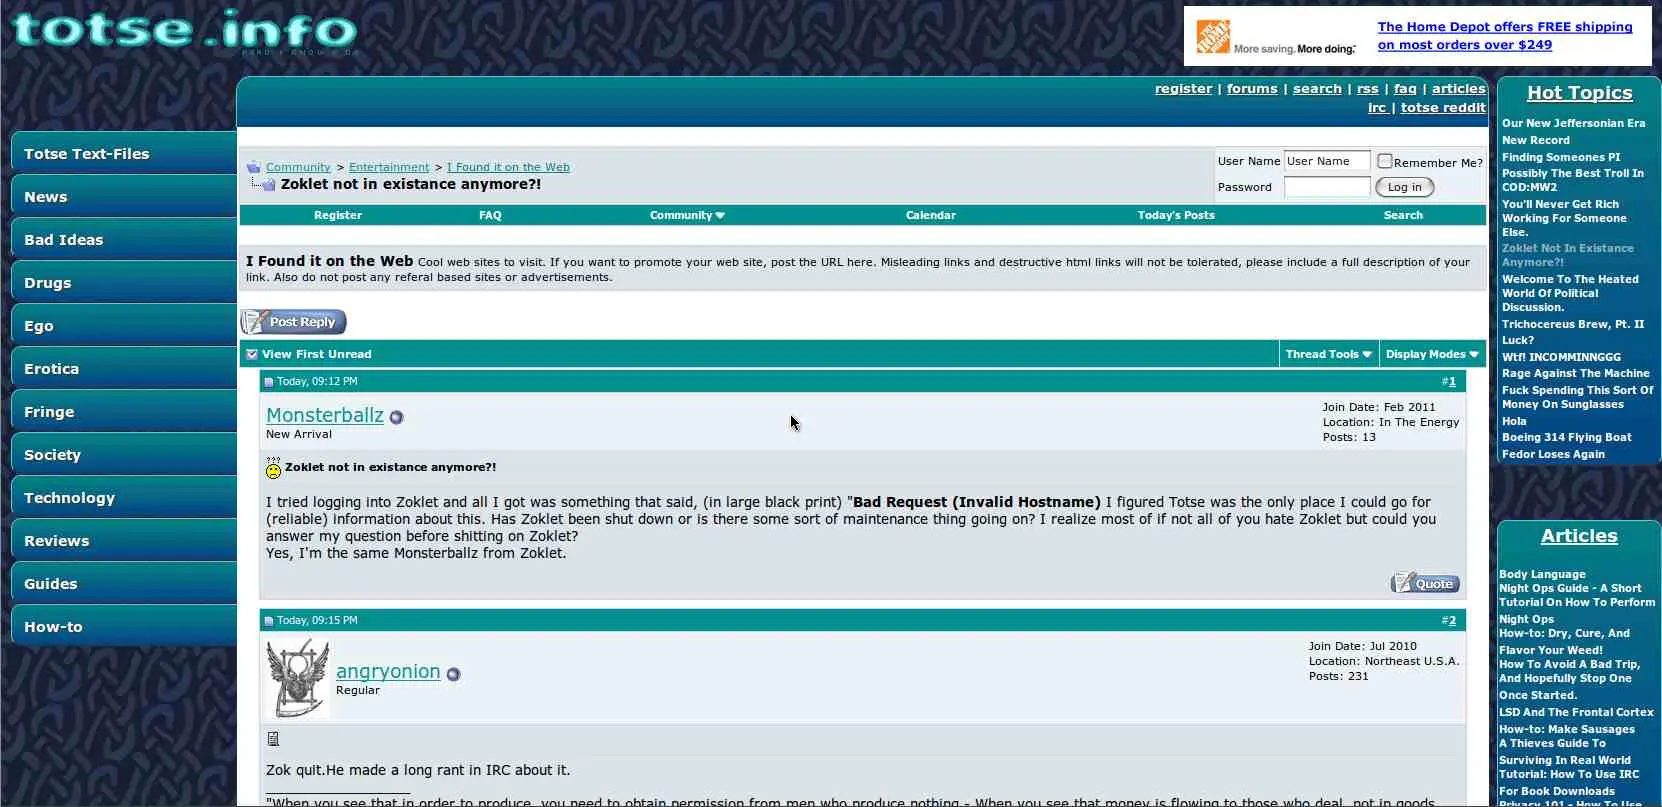 totse.info
READ • KNOW • DO
THE HOME DEPOT
More saving. More doing.™
The Home Depot offers FREE shipping
on most orders over $249
register | forums | search | rss | faq | articles
irc | totse reddit
Totse Text-Files
News
Bad Ideas
Drugs
Ego
Erotica
Fringe
Society
Technology
Reviews
Guides
How-to
Community > Entertainment > I Found it on the Web
Zoklet not in existance anymore?!
User Name User Name Remember Me?
Password Log in
Register FAQ Community Calendar Today's Posts Search
I Found it on the Web Cool web sites to visit. If you want to promote your web site, post the URL here. Misleading links and destructive html links will not be tolerated, please include a full description of your
link. Also do not post any referal based sites or advertisements.
Post Reply
View First Unread Thread Tools Display Modes
Today, 09:12 PM #1
Monsterballz
New Arrival
Join Date: Feb 2011
Location: In The Energy
Posts: 13
???
Zoklet not in existance anymore?!
I tried logging into Zoklet and all I got was something that said, (in large black print) "Bad Request (Invalid Hostname) I figured Totse was the only place I could go for
(reliable) information about this. Has Zoklet been shut down or is there some sort of maintenance thing going on? I realize most of if not all of you hate Zoklet but could you
answer my question before shitting on Zoklet?
Yes, I'm the same Monsterballz from Zoklet.
Quote
Today, 09:15 PM #2
angryonion
Regular
Join Date: Jul 2010
Location: Northeast U.S.A.
Posts: 231
Zok quit.He made a long rant in IRC about it.
"When you see that in order to produce, you need to obtain permission from men who produce nothing - When you see that money is flowing to those who deal, not in goods,
Hot Topics
Our New Jeffersonian Era
New Record
Finding Someones PI
Possibly The Best Troll In
COD:MW2
You'll Never Get Rich
Working For Someone
Else.
Zoklet Not In Existance
Anymore?!
Welcome To The Heated
World Of Political
Discussion.
Trichocereus Brew, Pt. II
Luck?
Wtf! INCOMMINNGGG
Rage Against The Machine
Fuck Spending This Sort Of
Money On Sunglasses
Hola
Boeing 314 Flying Boat
Fedor Loses Again
Articles
Body Language
Night Ops Guide - A Short
Tutorial On How To Perform
Night Ops
How-to: Dry, Cure, And
Flavor Your Weed!
How To Avoid A Bad Trip,
And Hopefully Stop One
Once Started.
LSD And The Frontal Cortex
How-to: Make Sausages
A Thieves Guide To
Surviving In Real World
Tutorial: How To Use IRC
For Book Downloads
Privacy 101 - How To Use